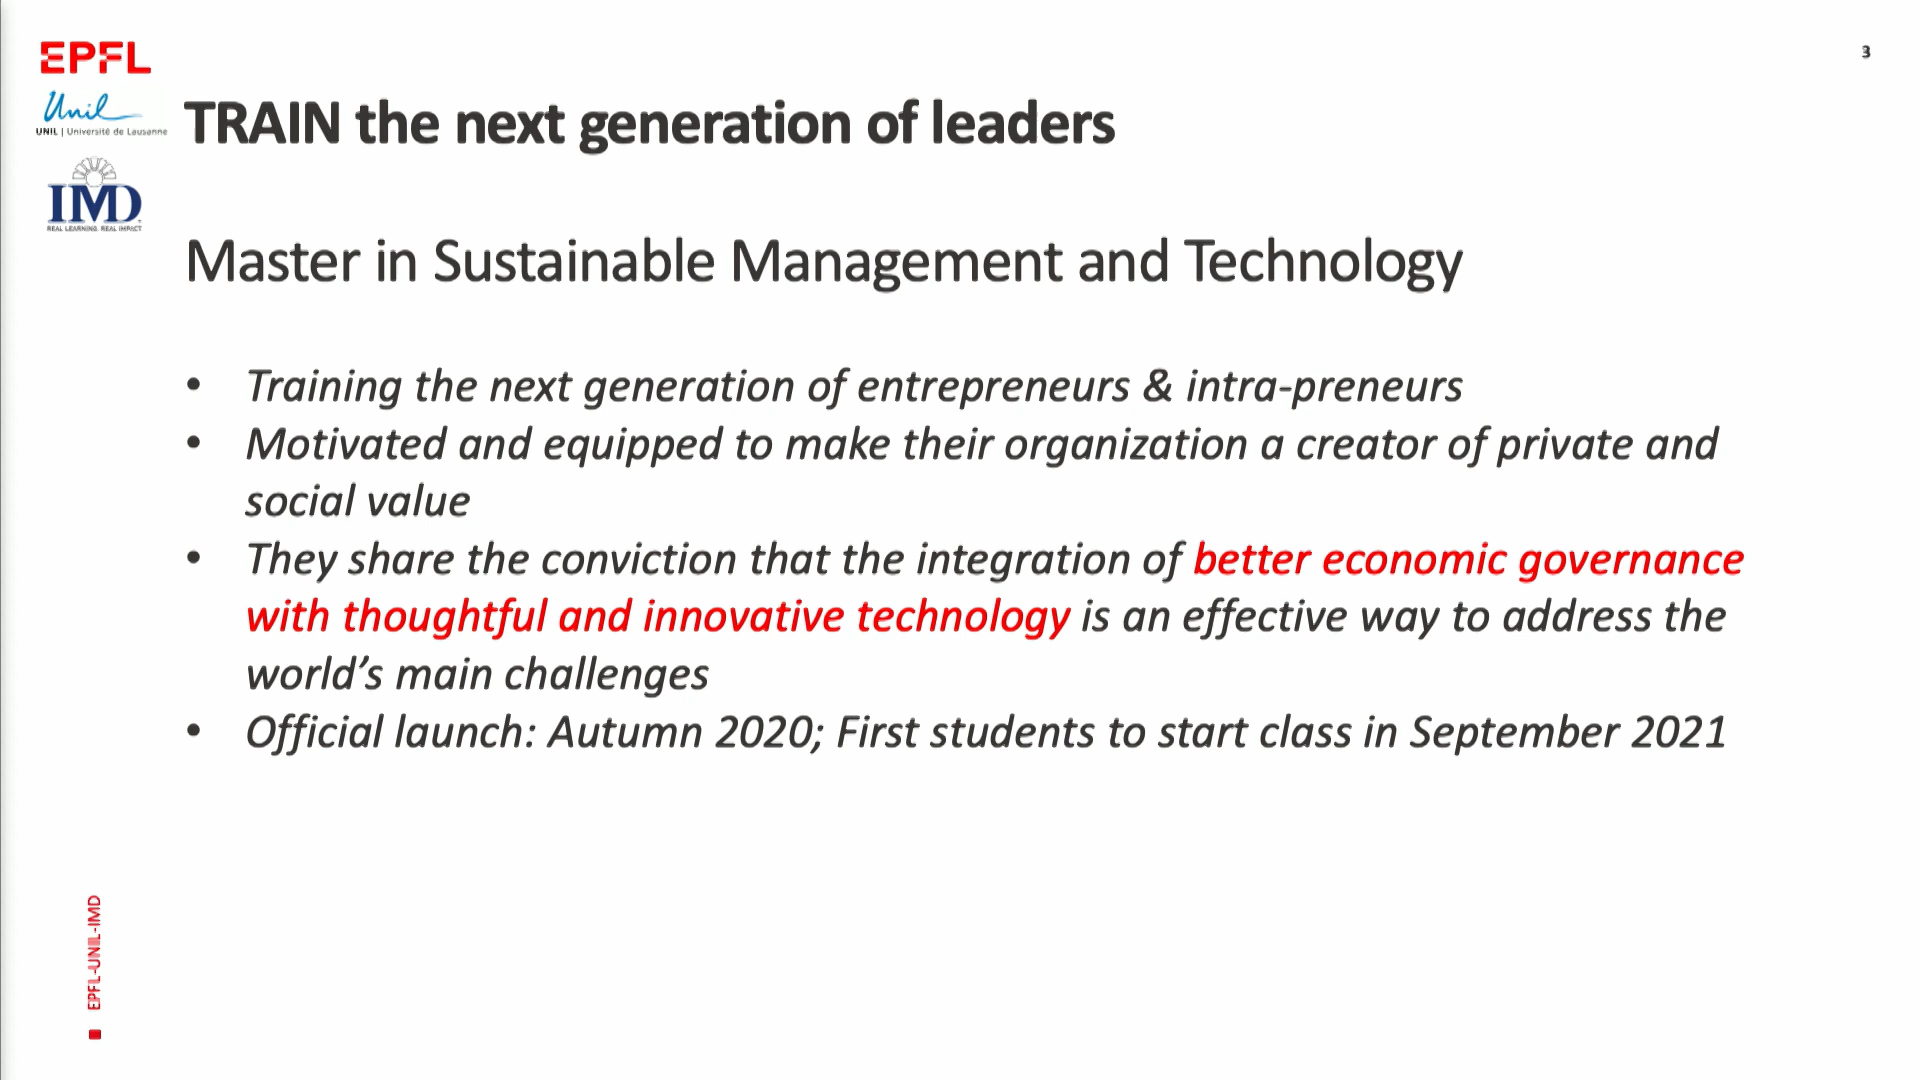 EPFL
3
Unil
UNIL | Université de Lausanne
TRAIN the next generation of leaders
IMD
REAL LEARNING. REAL IMPACT
Master in Sustainable Management and Technology
• Training the next generation of entrepreneurs & intra-preneurs
• Motivated and equipped to make their organization a creator of private and
social value
• They share the conviction that the integration of better economic governance
with thoughtful and innovative technology is an effective way to address the
world’s main challenges
• Official launch: Autumn 2020; First students to start class in September 2021
EPFL-UNIL-IMD